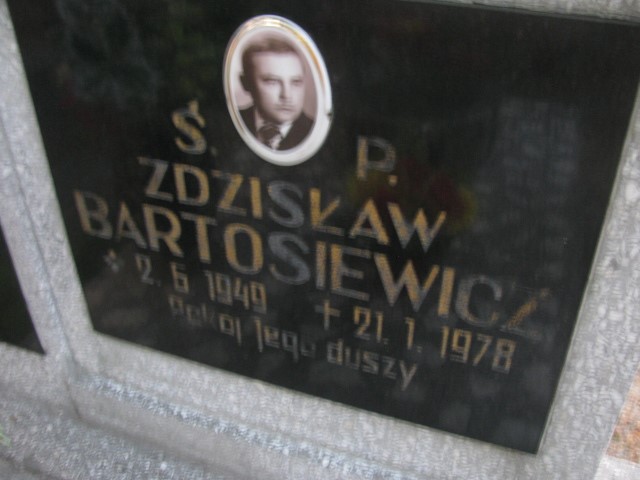 Ś. P.
ZDZISŁAW
BARTOSIEWICZ
* 2. 6 1949 + 21. 1. 1978
Pokój Jego duszy